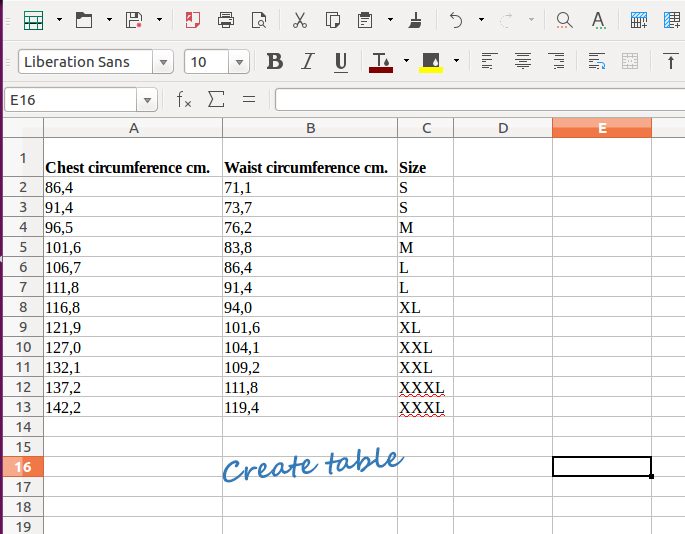 Liberation Sans 10 B I U T A
E16 fx Σ =
A B C D E
1 Chest circumference cm. Waist circumference cm. Size
2 86,4 71,1 S
3 91,4 73,7 S
4 96,5 76,2 M
5 101,6 83,8 M
6 106,7 86,4 L
7 111,8 91,4 L
8 116,8 94,0 XL
9 121,9 101,6 XL
10 127,0 104,1 XXL
11 132,1 109,2 XXL
12 137,2 111,8 XXXL
13 142,2 119,4 XXXL
14
15
16 Create table
17
18
19